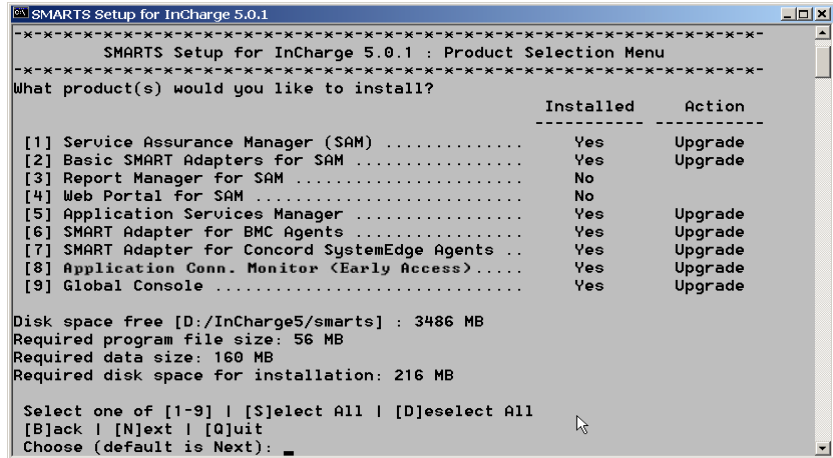 SMARTS Setup for InCharge 5.0.1
-*-*-*-*-*-*-*-*-*-*-*-*-*-*-*-*-*-*-*-*-*-*-*-*-*-*-*-*-*-*-*-*-*-*-*-*-
SMARTS Setup for InCharge 5.0.1 : Product Selection Menu
-*-*-*-*-*-*-*-*-*-*-*-*-*-*-*-*-*-*-*-*-*-*-*-*-*-*-*-*-*-*-*-*-*-*-*-*-
What product(s) would you like to install?
Installed Action
----------- -----------
[1] Service Assurance Manager (SAM) .............. Yes Upgrade
[2] Basic SMART Adapters for SAM ................. Yes Upgrade
[3] Report Manager for SAM ....................... No
[4] Web Portal for SAM ........................... No
[5] Application Services Manager ................. Yes Upgrade
[6] SMART Adapter for BMC Agents ................. Yes Upgrade
[7] SMART Adapter for Concord SystemEdge Agents .. Yes Upgrade
[8] Application Conn. Monitor (Early Access)..... Yes Upgrade
[9] Global Console ............................... Yes Upgrade
Disk space free [D:/InCharge5/smarts] : 3486 MB
Required program file size: 56 MB
Required data size: 160 MB
Required disk space for installation: 216 MB
Select one of [1-9] | [S]elect All | [D]eselect All
[B]ack | [N]ext | [Q]uit
Choose (default is Next): _